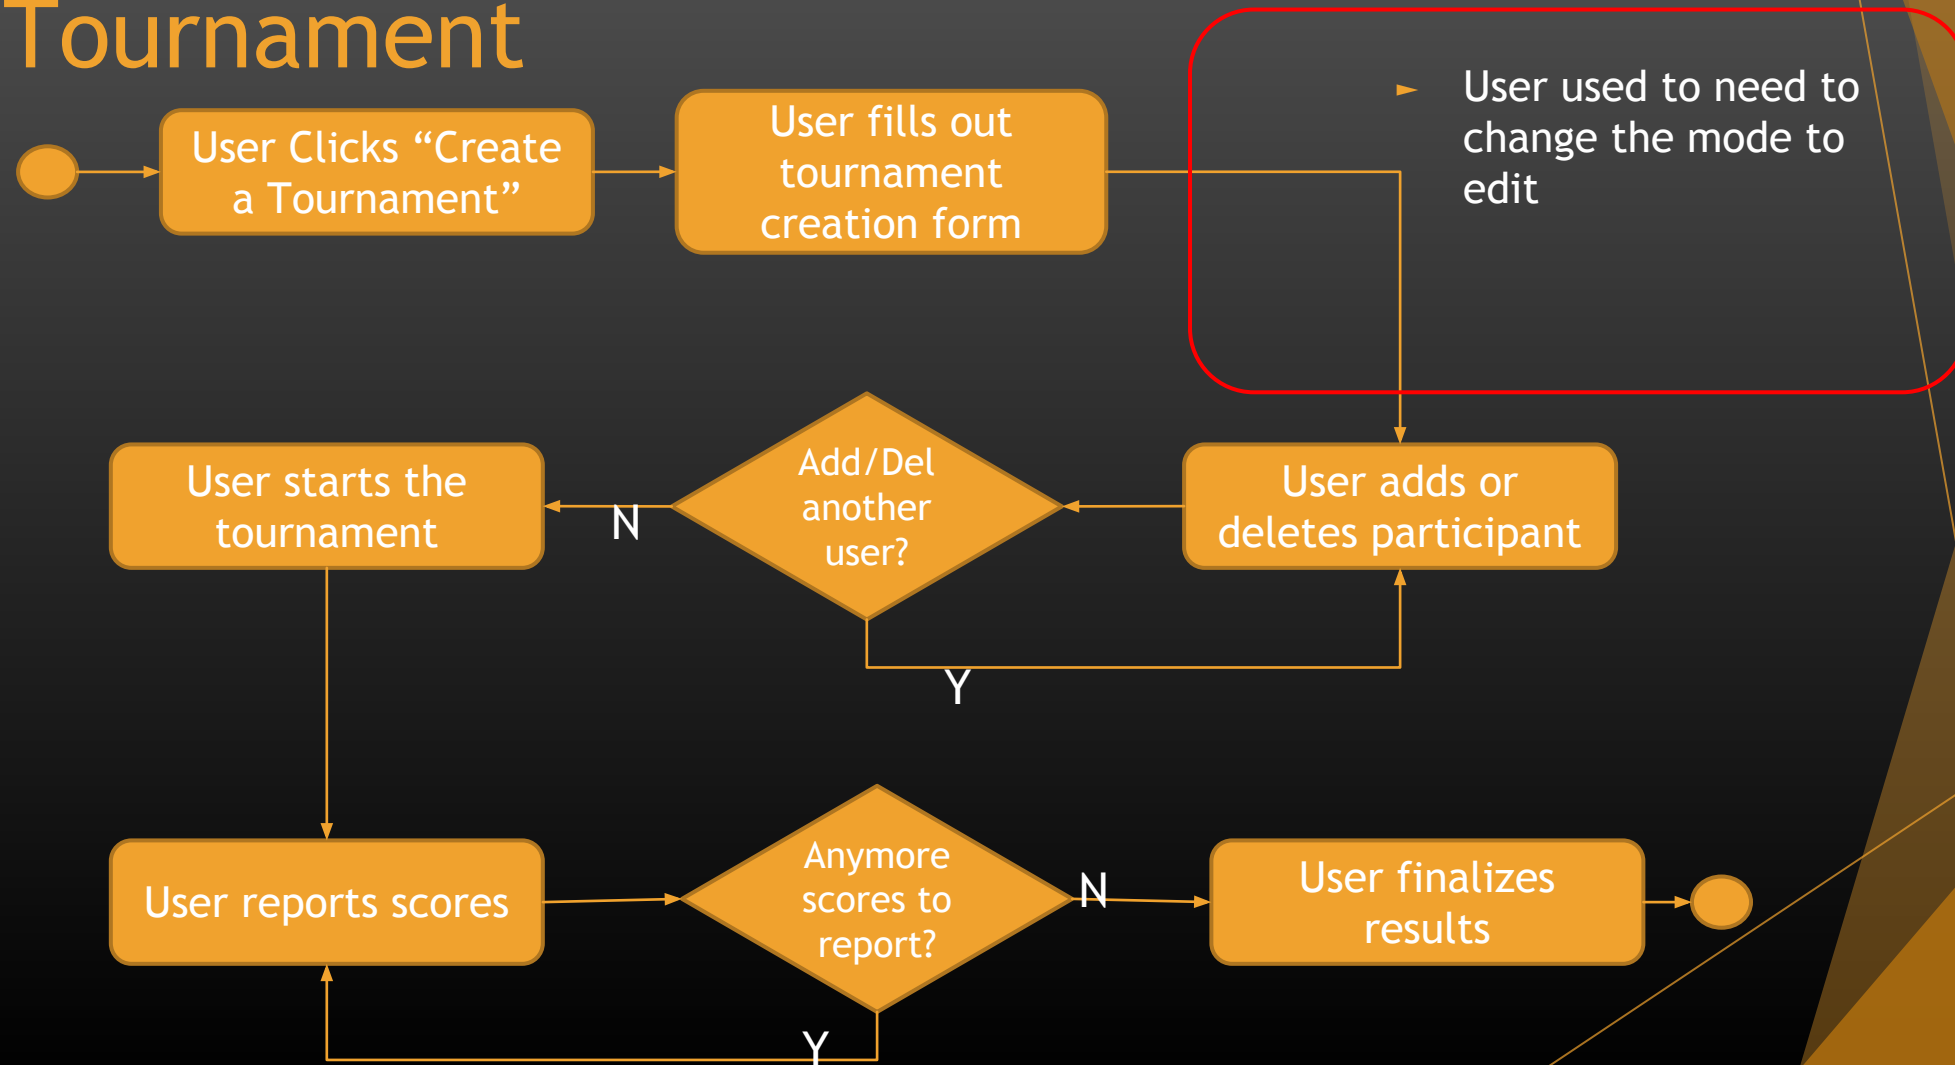 Tournament
User Clicks “Create
a Tournament”
User fills out
tournament
creation form
► User used to need to
change the mode to
edit
User adds or
deletes participant
Add/Del
another
user?
Y
N
User starts the
tournament
User reports scores
Anymore
scores to
report?
Y
N
User finalizes
results